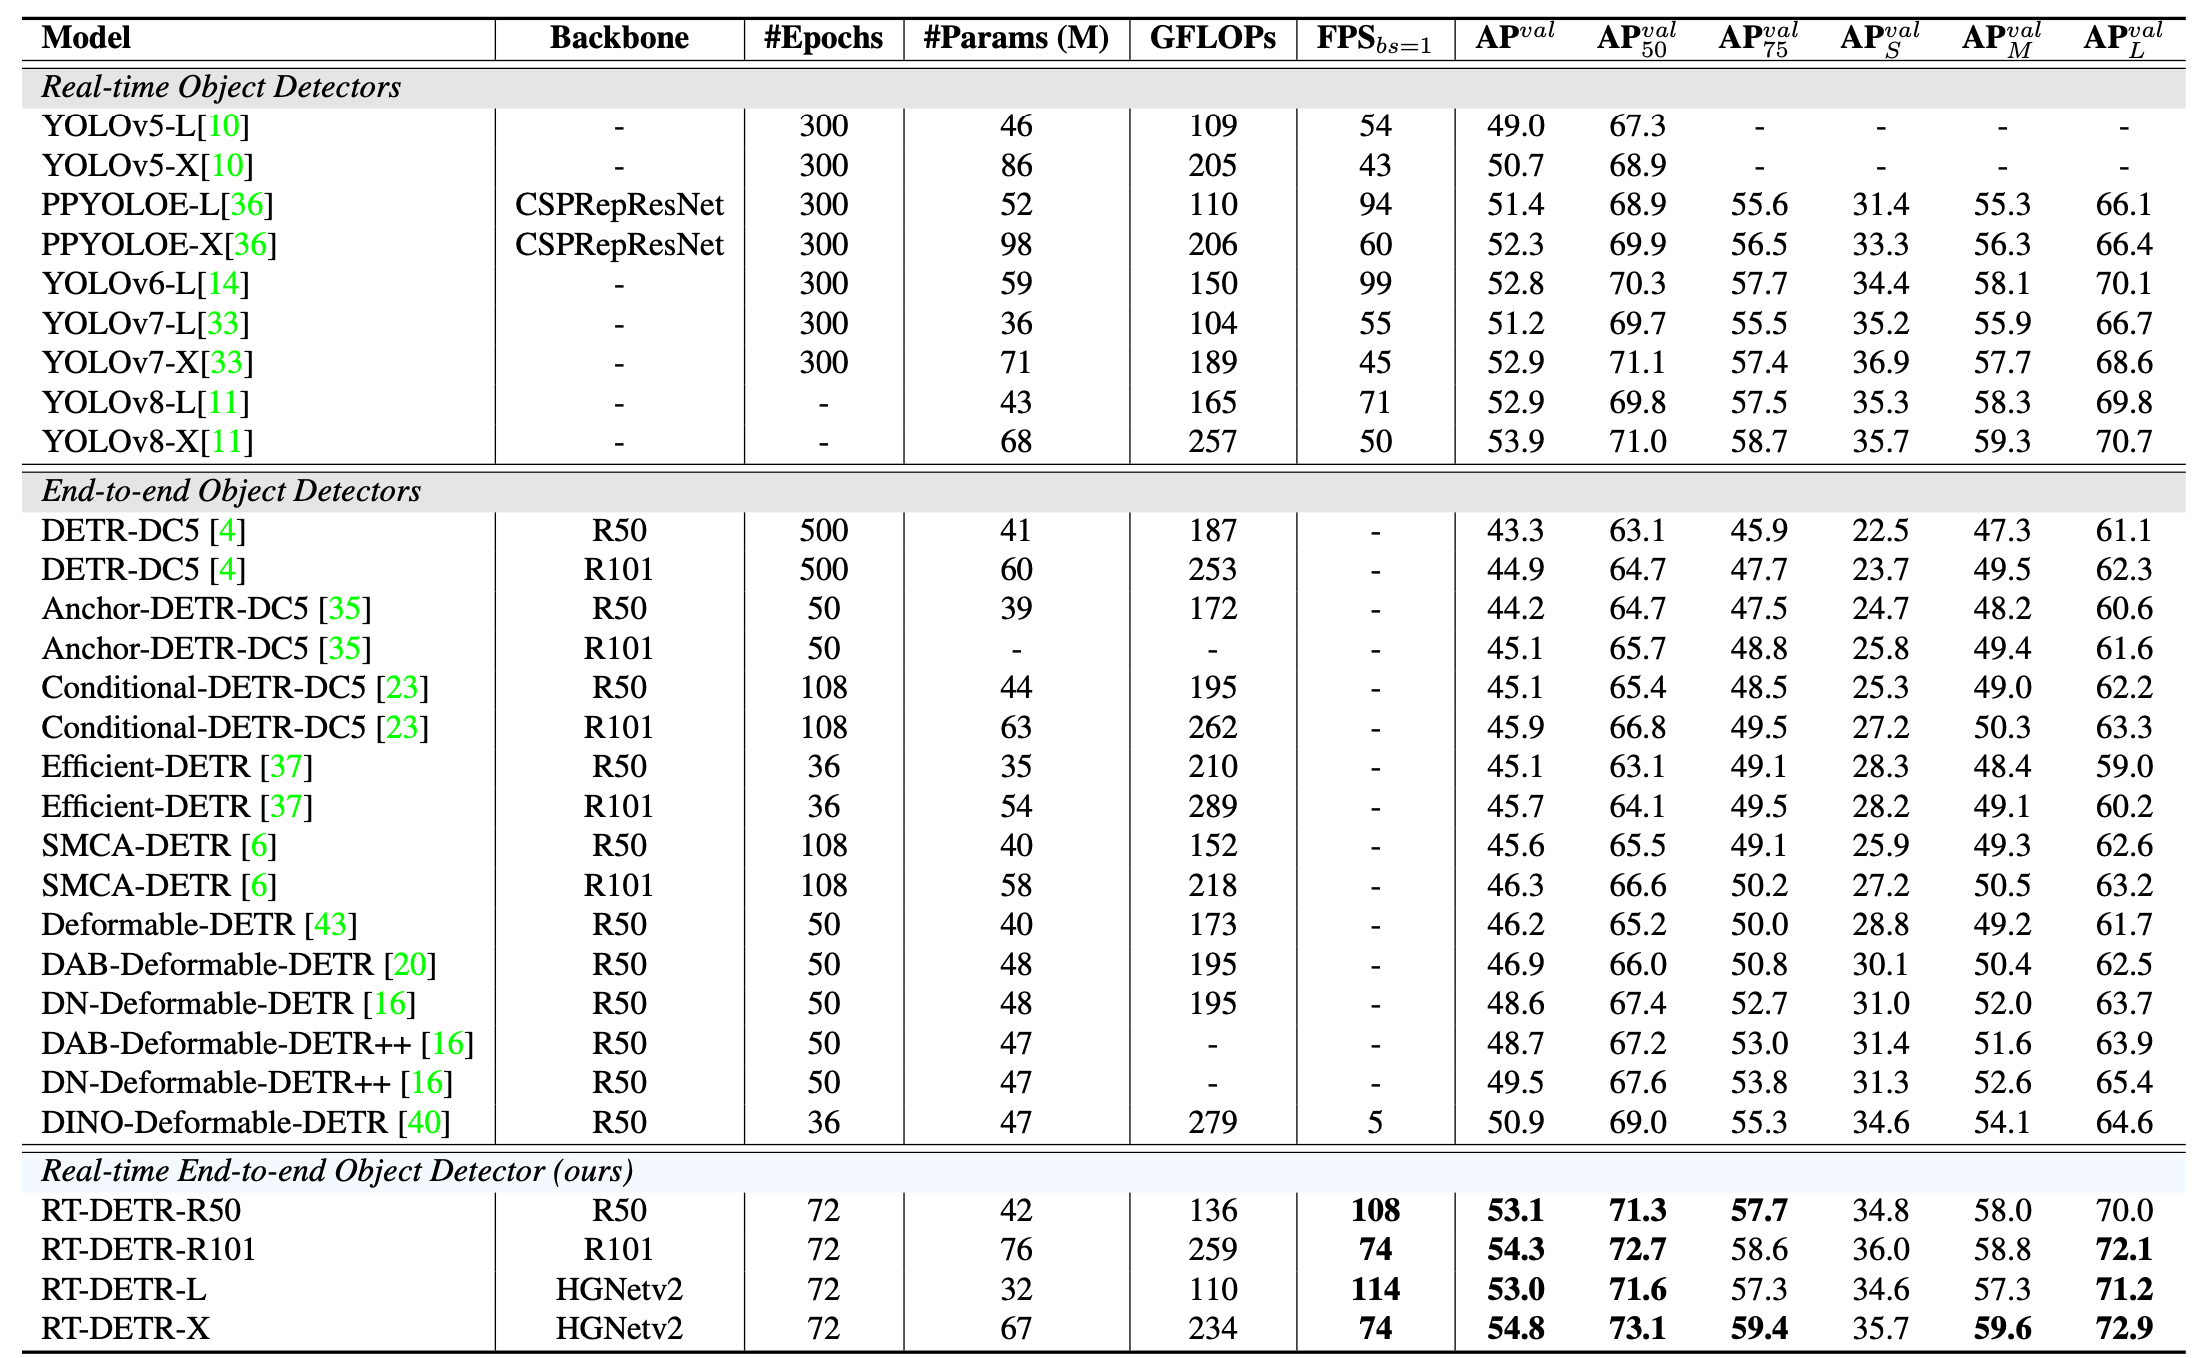 Model Backbone #Epochs #Params (M) GFLOPs FPS_bs=1 AP^val AP^val_50 AP^val_75 AP^val_S AP^val_M AP^val_L
Real-time Object Detectors
YOLOv5-L[10] - 300 46 109 54 49.0 67.3 - - - -
YOLOv5-X[10] - 300 86 205 43 50.7 68.9 - - - -
PPYOLOE-L[36] CSPRepResNet 300 52 110 94 51.4 68.9 55.6 31.4 55.3 66.1
PPYOLOE-X[36] CSPRepResNet 300 98 206 60 52.3 69.9 56.5 33.3 56.3 66.4
YOLOv6-L[14] - 300 59 150 99 52.8 70.3 57.7 34.4 58.1 70.1
YOLOv7-L[33] - 300 36 104 55 51.2 69.7 55.5 35.2 55.9 66.7
YOLOv7-X[33] - 300 71 189 45 52.9 71.1 57.4 36.9 57.7 68.6
YOLOv8-L[11] - - 43 165 71 52.9 69.8 57.5 35.3 58.3 69.8
YOLOv8-X[11] - - 68 257 50 53.9 71.0 58.7 35.7 59.3 70.7
End-to-end Object Detectors
DETR-DC5 [4] R50 500 41 187 - 43.3 63.1 45.9 22.5 47.3 61.1
DETR-DC5 [4] R101 500 60 253 - 44.9 64.7 47.7 23.7 49.5 62.3
Anchor-DETR-DC5 [35] R50 50 39 172 - 44.2 64.7 47.5 24.7 48.2 60.6
Anchor-DETR-DC5 [35] R101 50 - - - 45.1 65.7 48.8 25.8 49.4 61.6
Conditional-DETR-DC5 [23] R50 108 44 195 - 45.1 65.4 48.5 25.3 49.0 62.2
Conditional-DETR-DC5 [23] R101 108 63 262 - 45.9 66.8 49.5 27.2 50.3 63.3
Efficient-DETR [37] R50 36 35 210 - 45.1 63.1 49.1 28.3 48.4 59.0
Efficient-DETR [37] R101 36 54 289 - 45.7 64.1 49.5 28.2 49.1 60.2
SMCA-DETR [6] R50 108 40 152 - 45.6 65.5 49.1 25.9 49.3 62.6
SMCA-DETR [6] R101 108 58 218 - 46.3 66.6 50.2 27.2 50.5 63.2
Deformable-DETR [43] R50 50 40 173 - 46.2 65.2 50.0 28.8 49.2 61.7
DAB-Deformable-DETR [20] R50 50 48 195 - 46.9 66.0 50.8 30.1 50.4 62.5
DN-Deformable-DETR [16] R50 50 48 195 - 48.6 67.4 52.7 31.0 52.0 63.7
DAB-Deformable-DETR++ [16] R50 50 47 - - 48.7 67.2 53.0 31.4 51.6 63.9
DN-Deformable-DETR++ [16] R50 50 47 - - 49.5 67.6 53.8 31.3 52.6 65.4
DINO-Deformable-DETR [40] R50 36 47 279 5 50.9 69.0 55.3 34.6 54.1 64.6
Real-time End-to-end Object Detector (ours)
RT-DETR-R50 R50 72 42 136 108 53.1 71.3 57.7 34.8 58.0 70.0
RT-DETR-R101 R101 72 76 259 74 54.3 72.7 58.6 36.0 58.8 72.1
RT-DETR-L HGNetv2 72 32 110 114 53.0 71.6 57.3 34.6 57.3 71.2
RT-DETR-X HGNetv2 72 67 234 74 54.8 73.1 59.4 35.7 59.6 72.9